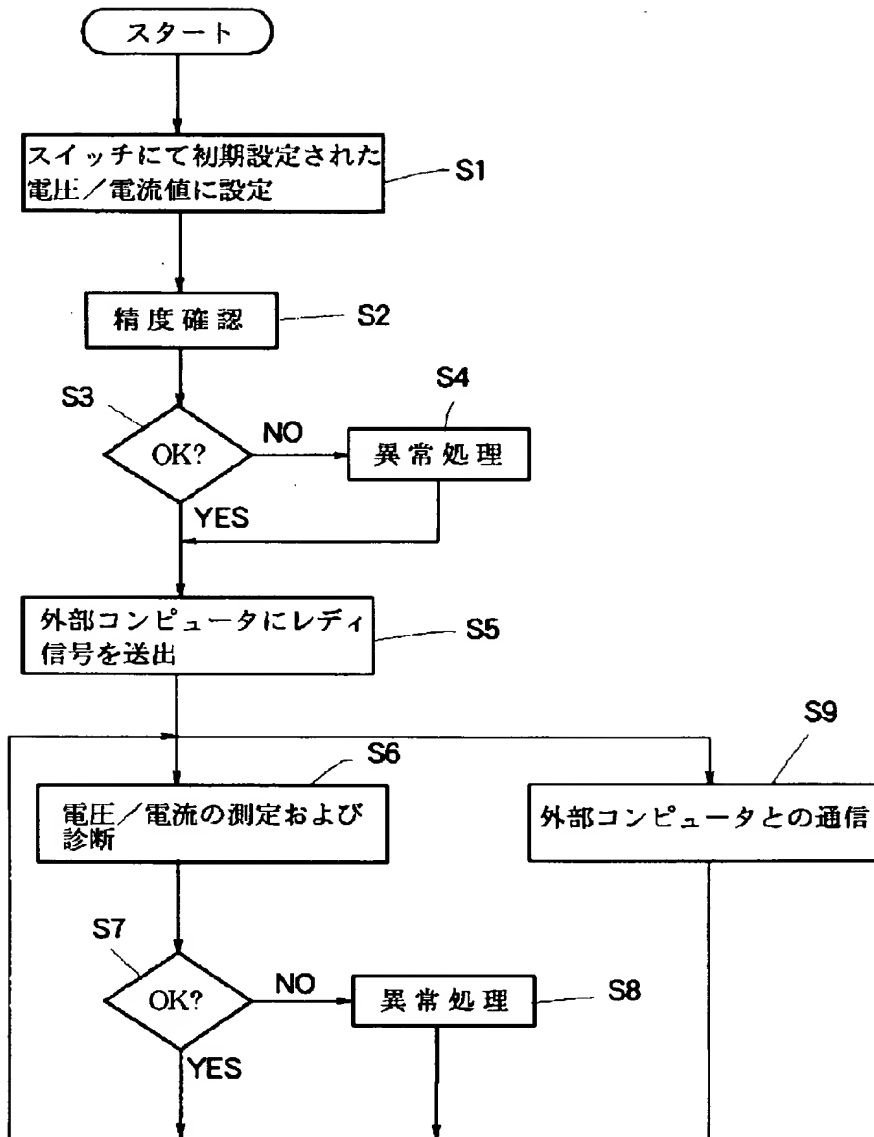 スタート
スイッチにて初期設定された
電圧／電流値に設定
S1
精度確認
S2
S3
OK?
NO
YES
S4
異常処理
外部コンピュータにレディ
信号を送出
S5
S6
電圧／電流の測定および
診断
S9
外部コンピュータとの通信
S7
OK?
NO
YES
異常処理
S8